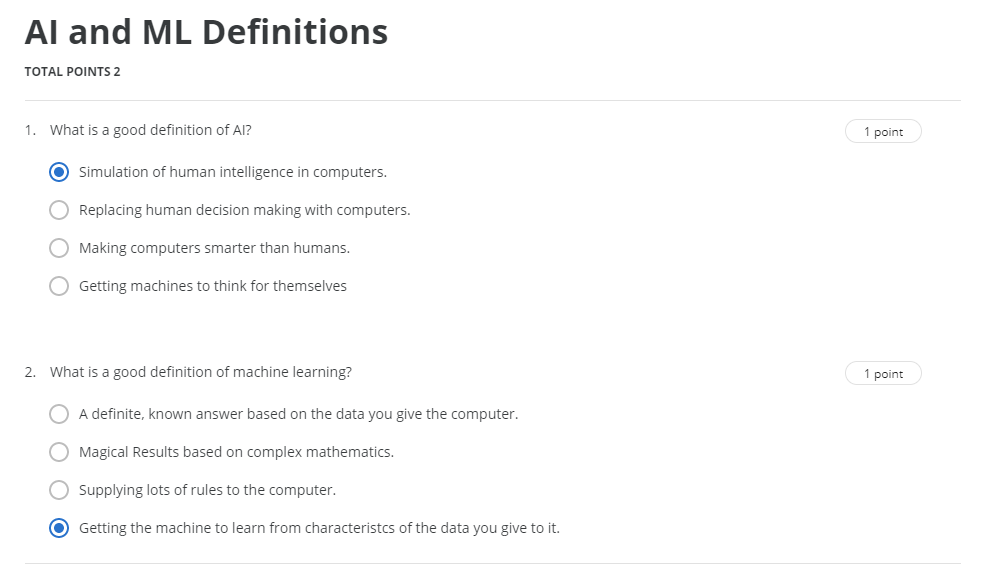 AI and ML Definitions
TOTAL POINTS 2
1. What is a good definition of AI?
1 point
Simulation of human intelligence in computers.
Replacing human decision making with computers.
Making computers smarter than humans.
Getting machines to think for themselves
2. What is a good definition of machine learning?
1 point
A definite, known answer based on the data you give the computer.
Magical Results based on complex mathematics.
Supplying lots of rules to the computer.
Getting the machine to learn from characteristcs of the data you give to it.